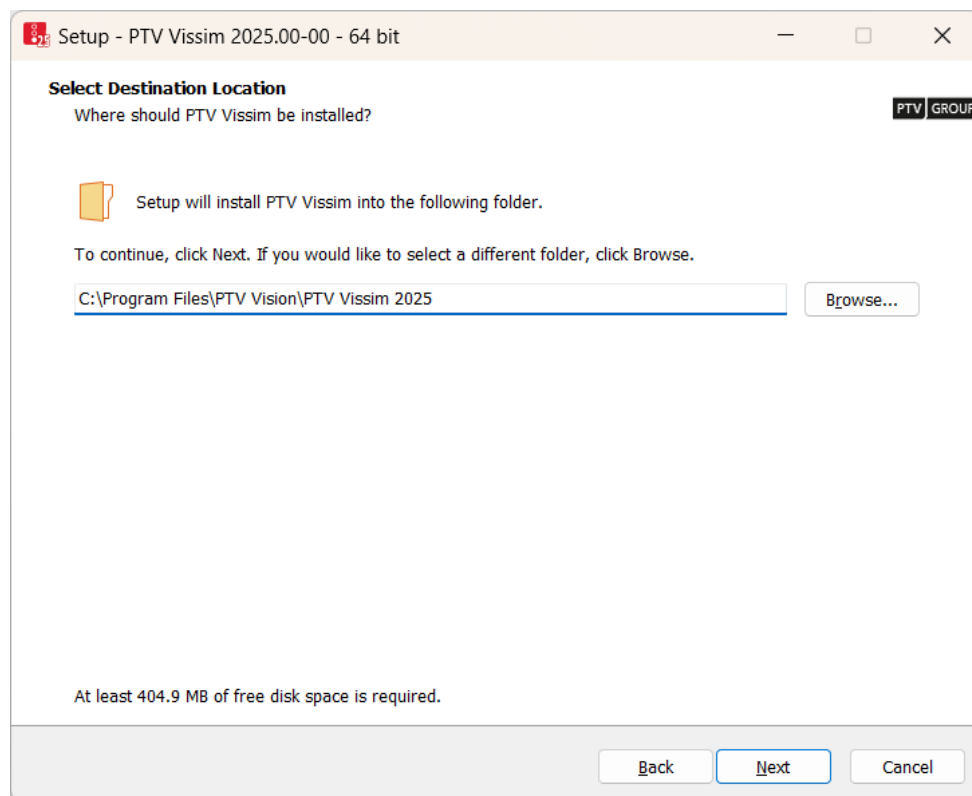 Setup - PTV Vissim 2025.00-00 - 64 bit
Select Destination Location
Where should PTV Vissim be installed?
PTV GROUP
Setup will install PTV Vissim into the following folder.
To continue, click Next. If you would like to select a different folder, click Browse.
C:\Program Files\PTV Vision\PTV Vissim 2025
Browse...
At least 404.9 MB of free disk space is required.
Back Next Cancel